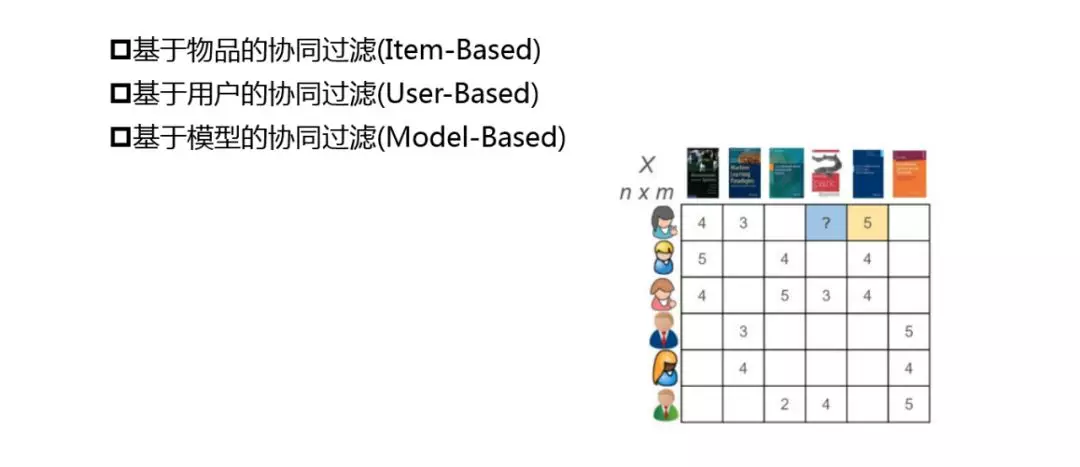 基于物品的协同过滤(Item-Based)
基于用户的协同过滤(User-Based)
基于模型的协同过滤(Model-Based)
X
n x m
4 3 ? 5
5 4 4
4 5 3 4
3 5
4 4
2 4 5